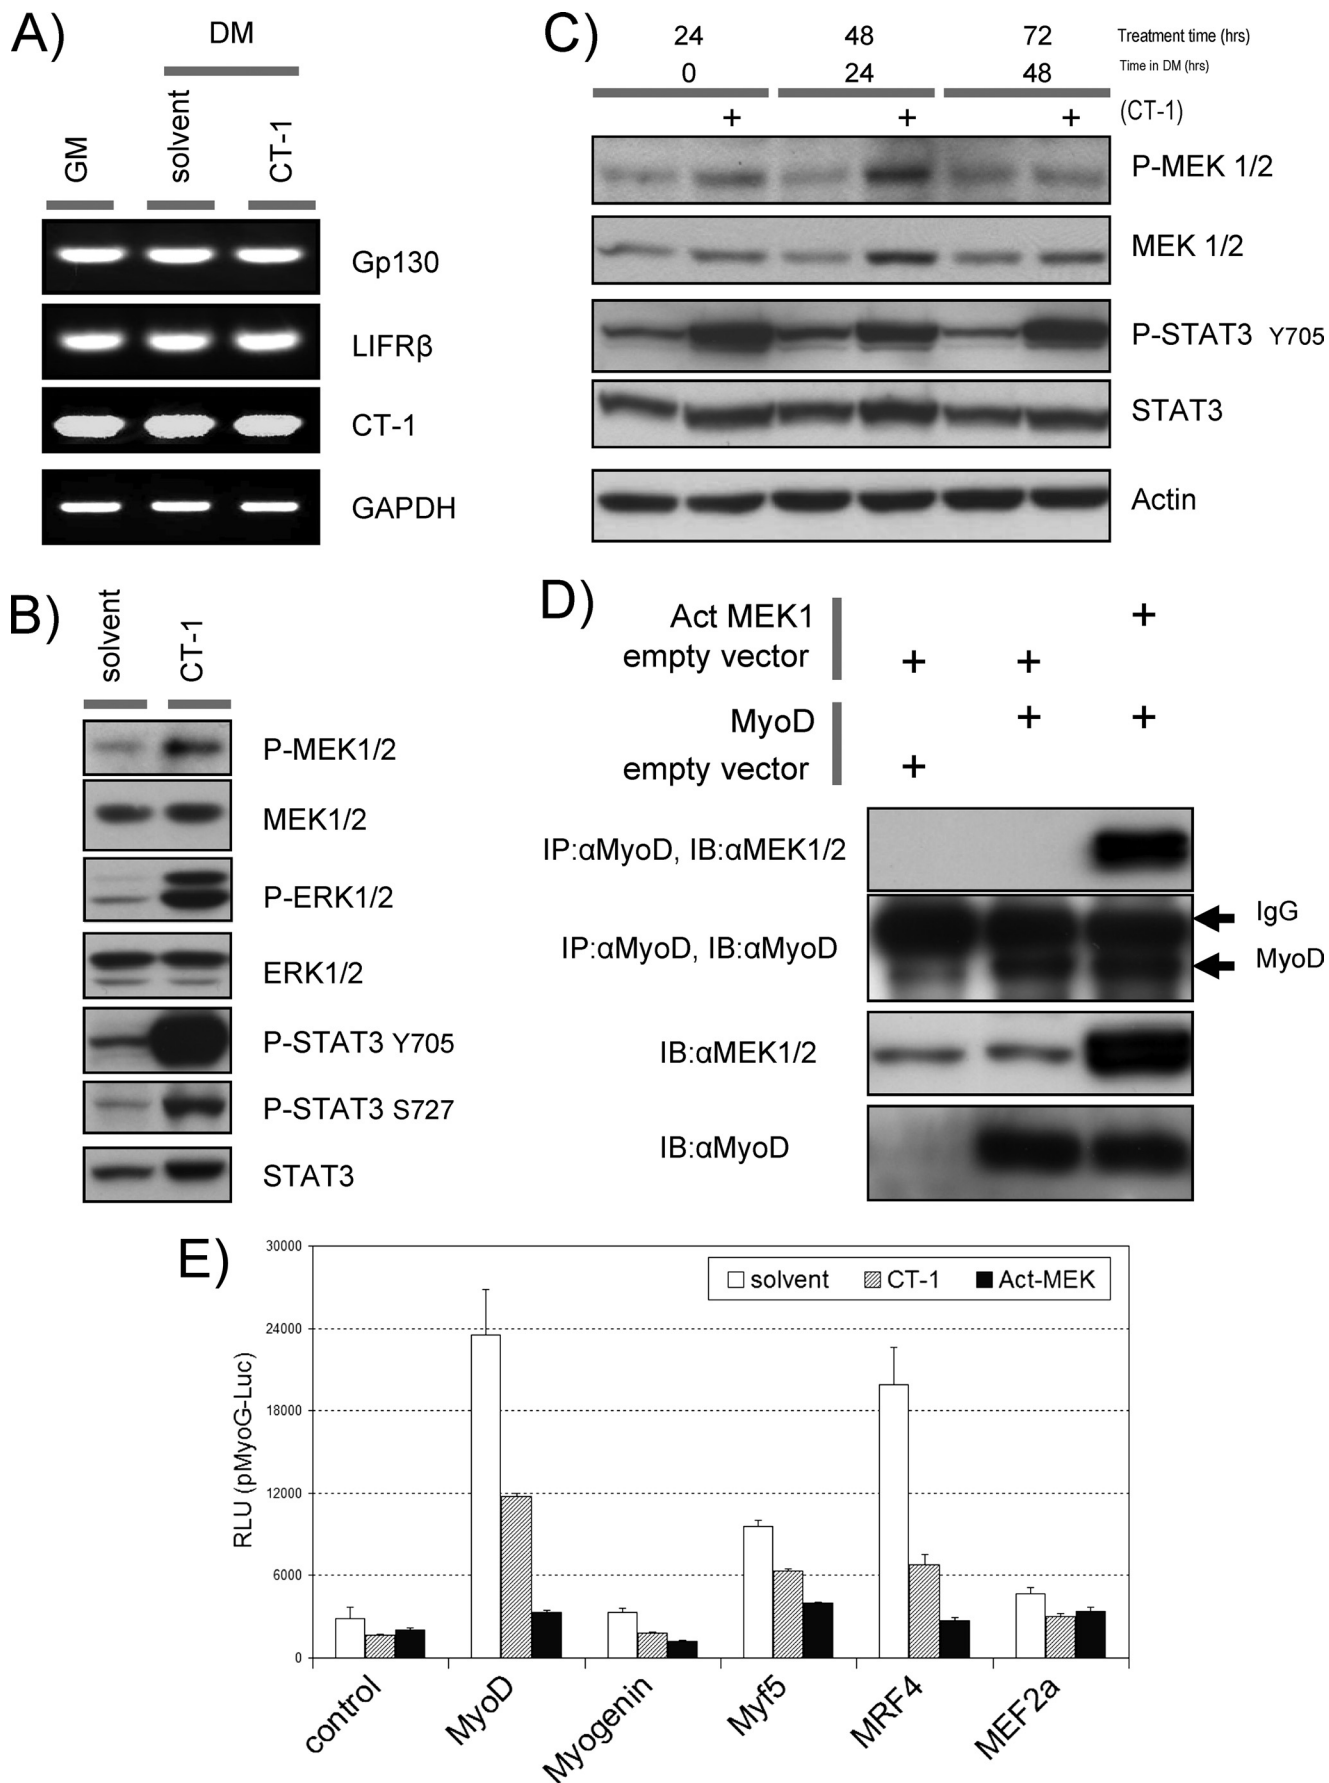 A)
DM
GM
solvent
CT-1
Gp130
LIFRβ
CT-1
GAPDH
B)
solvent
CT-1
P-MEK1/2
MEK1/2
P-ERK1/2
ERK1/2
P-STAT3 Y705
P-STAT3 S727
STAT3
C)
24 48 72 Treatment time (hrs)
0 24 48 Time in DM (hrs)
+ + + (CT-1)
P-MEK 1/2
MEK 1/2
P-STAT3 Y705
STAT3
Actin
D)
Act MEK1 +
empty vector + +
MyoD + +
empty vector +
IP:αMyoD, IB:αMEK1/2
IP:αMyoD, IB:αMyoD
IgG
MyoD
IB:αMEK1/2
IB:αMyoD
E)
solvent CT-1 Act-MEK
RLU (pMyoG-Luc)
30000
24000
18000
12000
6000
0
control
MyoD
Myogenin
Myf5
MRF4
MEF2a